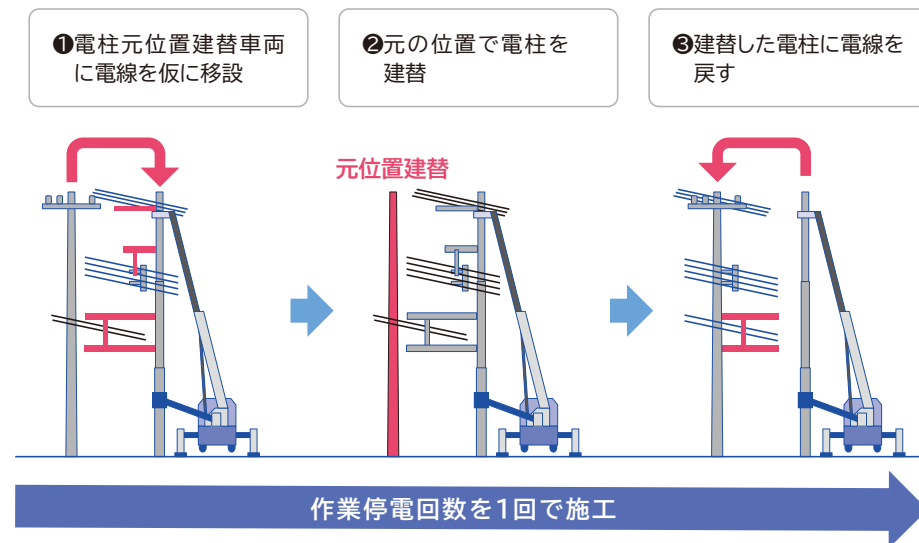 ❶電柱元位置建替車両
に電線を仮に移設
❷元の位置で電柱を
建替
❸建替した電柱に電線を
戻す
元位置建替
作業停電回数を1回で施工